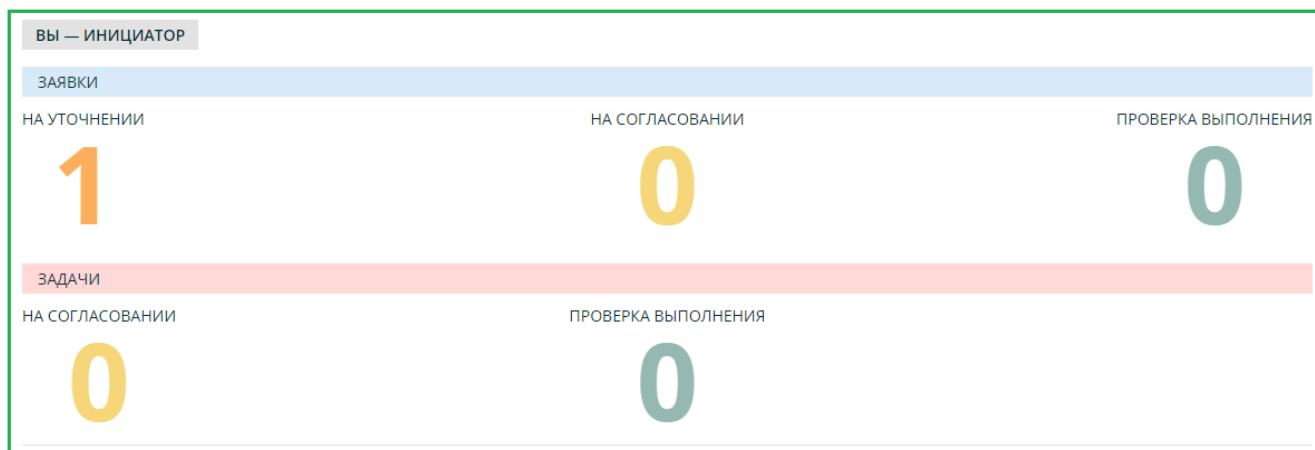 ВЫ — ИНИЦИАТОР
ЗАЯВКИ
НА УТОЧНЕНИИ НА СОГЛАСОВАНИИ ПРОВЕРКА ВЫПОЛНЕНИЯ
1 0 0
ЗАДАЧИ
НА СОГЛАСОВАНИИ ПРОВЕРКА ВЫПОЛНЕНИЯ
0 0